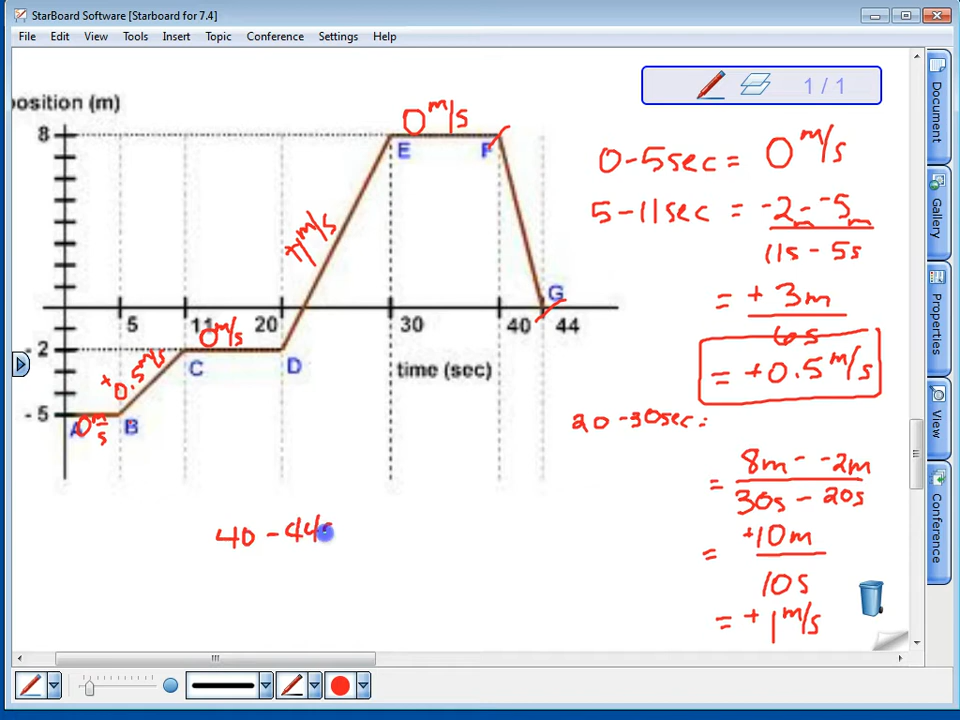 StarBoard Software [Starboard for 7.4]
File Edit View Tools Insert Topic Conference Settings Help
1 / 1
position (m)
8
0 m/s
E
F
+1 m/s
G
5
11
20
30
40
44
0 m/s
- 2
C
D
time (sec)
+0.5 m/s
- 5
A
0 m/s
B
40 - 44s
0-5sec = 0 m/s
5-11sec = -2m - -5m
11s - 5s
= + 3m
6s
= +0.5 m/s
20 -30sec =
= 8m - -2m
30s - 20s
= +10m
10s
= + 1 m/s
Document
Gallery
Properties
View
Conference